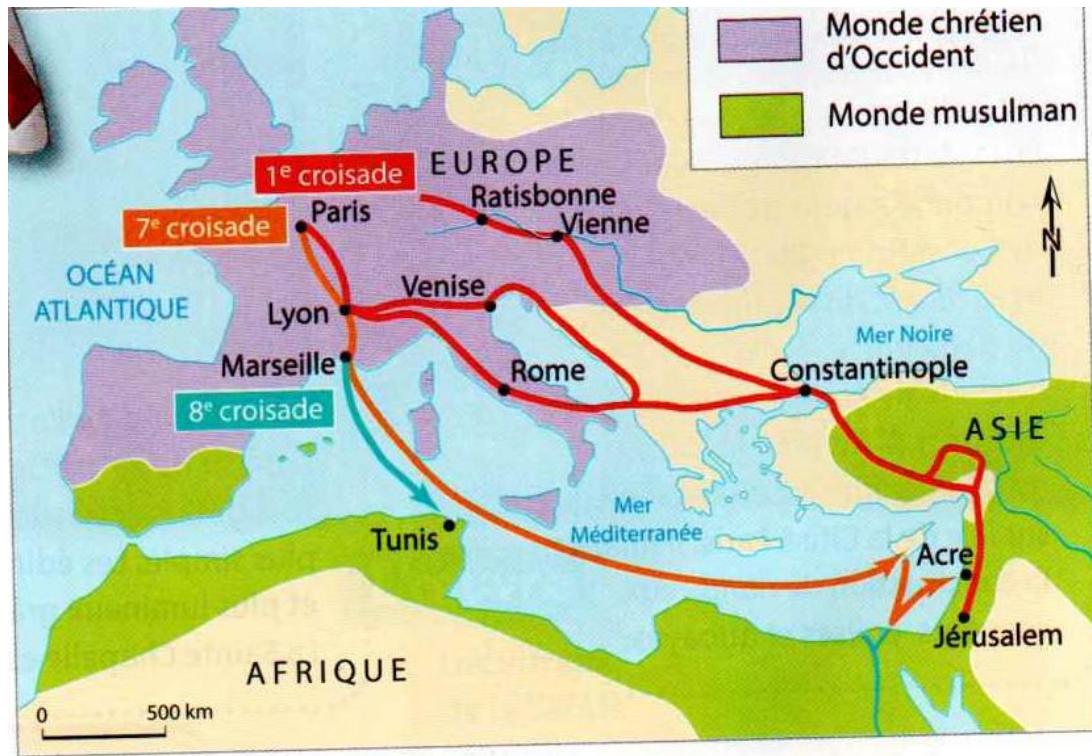 Monde chrétien
d'Occident
Monde musulman
1e croisade
EUROPE
Ratisbonne
7e croisade
Paris
Vienne
N
OCÉAN
ATLANTIQUE
Venise
Lyon
Mer Noire
Marseille
Rome
Constantinople
8e croisade
ASIE
Mer
Méditerranée
Tunis
Acre
Jérusalem
AFRIQUE
0 500 km